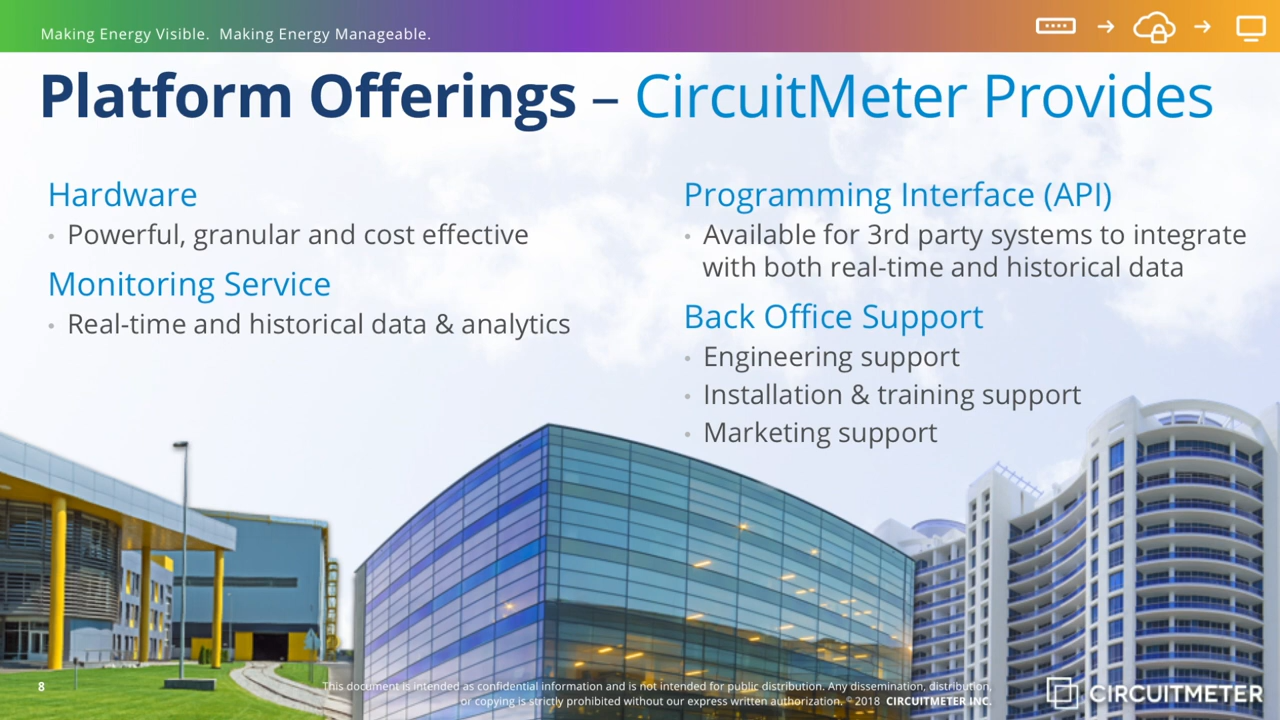 Making Energy Visible.  Making Energy Manageable.
Platform Offerings – CircuitMeter Provides
Hardware
• Powerful, granular and cost effective
Monitoring Service
• Real-time and historical data & analytics
Programming Interface (API)
• Available for 3rd party systems to integrate
with both real-time and historical data
Back Office Support
• Engineering support
• Installation & training support
• Marketing support
8
This document is intended as confidential information and is not intended for public distribution. Any dissemination, distribution,
or copying is strictly prohibited without our express written authorization. © 2018  CIRCUITMETER INC.
CIRCUITMETER